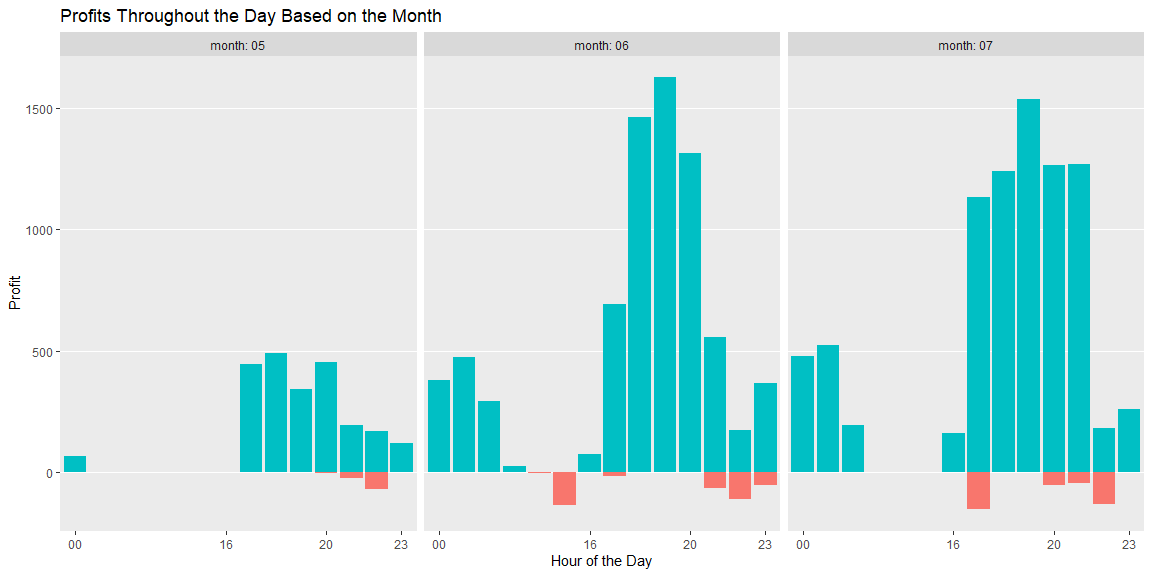 Profits Throughout the Day Based on the Month
month: 05
month: 06
month: 07
Profit
1500
1000
500
0
00 16 20 23
00 16 20 23
00 16 20 23
Hour of the Day